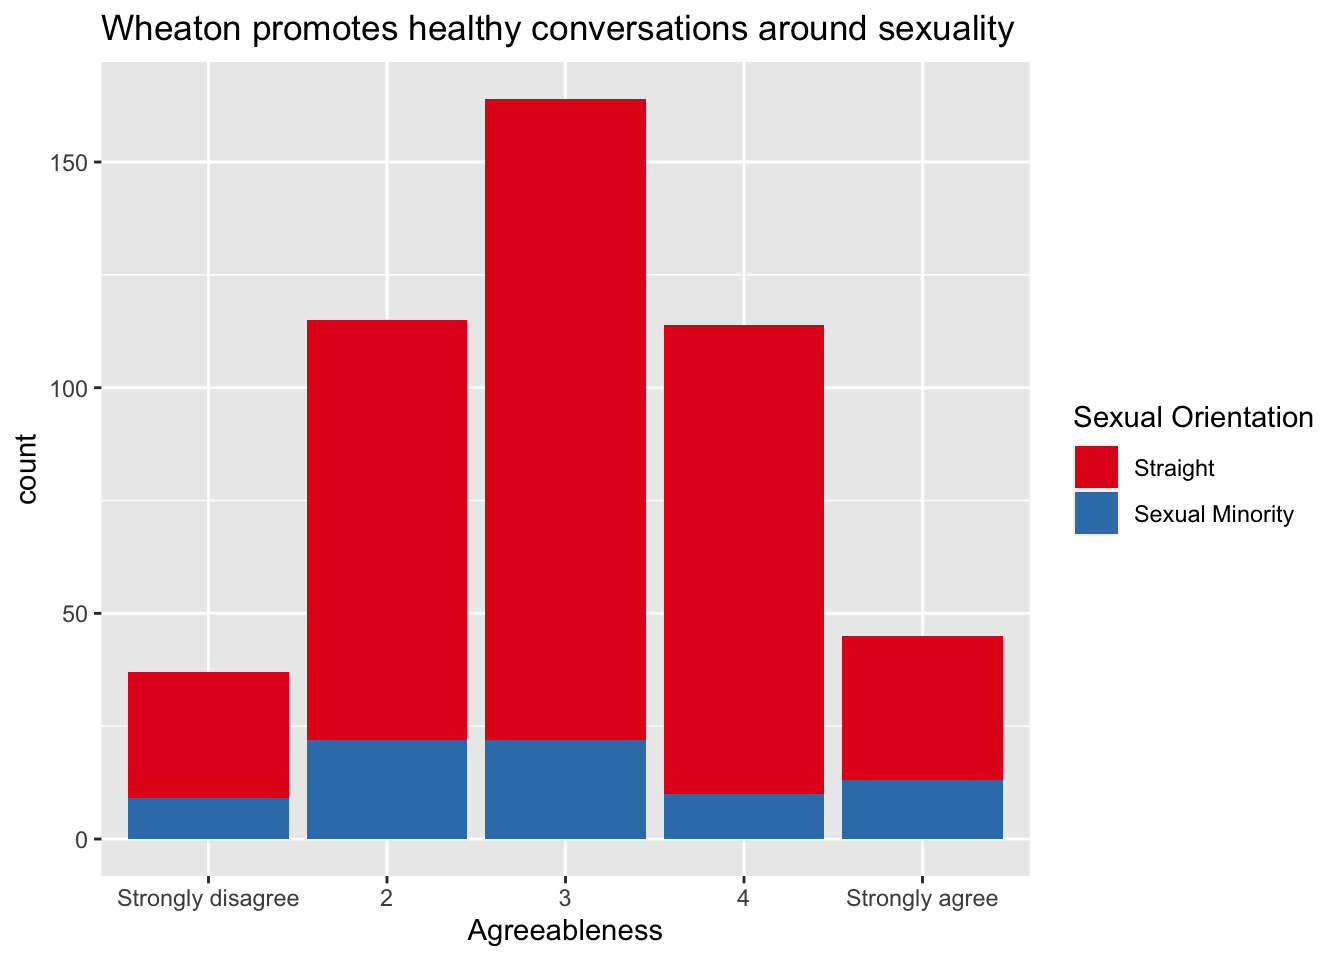 Wheaton promotes healthy conversations around sexuality
150
100
50
0
count
Strongly disagree 2 3 4 Strongly agree
Agreeableness
Sexual Orientation
Straight
Sexual Minority